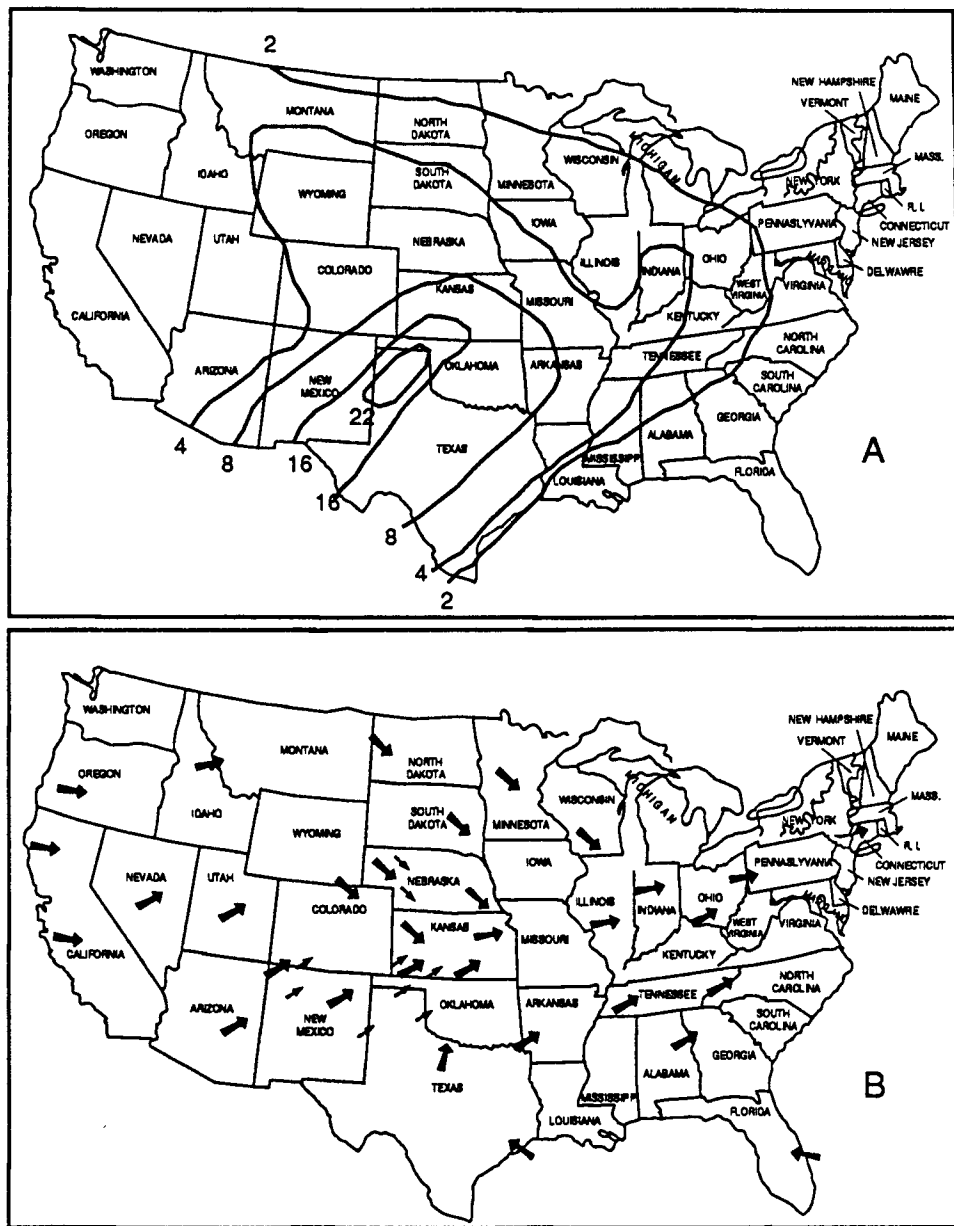 2
WASHINGTON
MONTANA
NORTH
DAKOTA
NEW HAMPSHIRE
VERMONT
MAINE
OREGON
IDAHO
WYOMING
SOUTH
DAKOTA
MINNESOTA
WISCONSIN
MICHIGAN
NEW YORK
MASS.
R.I.
CONNECTICUT
NEW JERSEY
DELWAWRE
PENNASLYVANIA
NEVADA
UTAH
COLORADO
NEBRASKA
IOWA
ILLINOIS
INDIANA
OHIO
WEST
VIRGINIA
VIRGINIA
CALIFORNIA
KANSAS
MISSOURI
KENTUCKY
ARIZONA
NEW
MEXICO
OKLAHOMA
ARKANSAS
TENNESSEE
NORTH
CAROLINA
SOUTH
CAROLINA
22
TEXAS
MISSISSIPP
ALABAMA
GEORGIA
LOUISIANA
FLORIDA
A
4
8
16
16
8
4
2
WASHINGTON
MONTANA
NORTH
DAKOTA
NEW HAMPSHIRE
VERMONT
MAINE
OREGON
IDAHO
WYOMING
SOUTH
DAKOTA
MINNESOTA
WISCONSIN
MICHIGAN
NEW YORK
MASS.
R.I.
CONNECTICUT
NEW JERSEY
DELWAWRE
PENNASLYVANIA
NEVADA
UTAH
COLORADO
NEBRASKA
IOWA
ILLINOIS
INDIANA
OHIO
WEST
VIRGINIA
VIRGINIA
CALIFORNIA
KANSAS
MISSOURI
KENTUCKY
ARIZONA
NEW
MEXICO
OKLAHOMA
ARKANSAS
TENNESSEE
NORTH
CAROLINA
SOUTH
CAROLINA
TEXAS
MISSISSIPP
ALABAMA
GEORGIA
LOUISIANA
FLORIDA
B